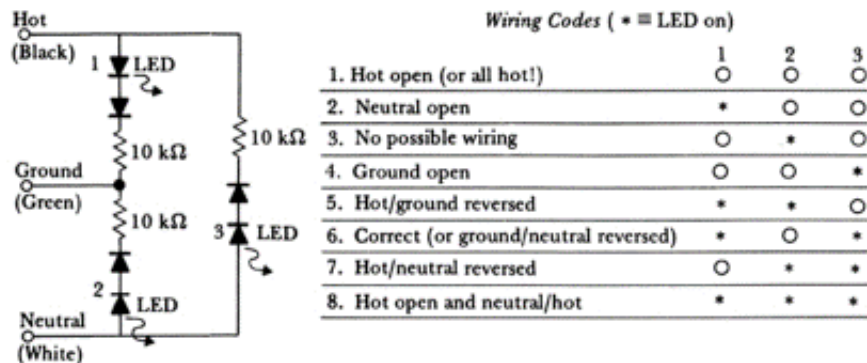 Hot
(Black)
1
LED
10 kΩ
10 kΩ
Ground
(Green)
10 kΩ
3
LED
2
LED
Neutral
(White)
Wiring Codes ( * ≡ LED on)
1 2 3
1. Hot open (or all hot!) O O O
2. Neutral open * O O
3. No possible wiring O * O
4. Ground open O O *
5. Hot/ground reversed * * O
6. Correct (or ground/neutral reversed) * O *
7. Hot/neutral reversed O * *
8. Hot open and neutral/hot * * *